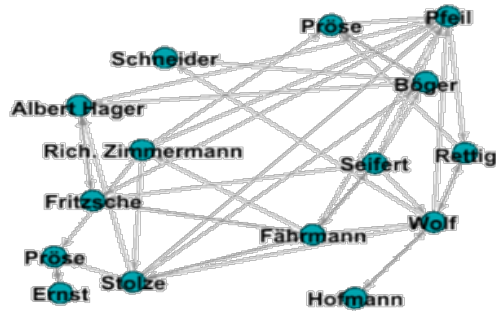 Pfeil
Pröse
Schneider
Böger
Albert Hager
Rich. Zimmermann
Seifert
Rettig
Fritzsche
Wolf
Fährmann
Pröse
Stolze
Ernst
Hofmann